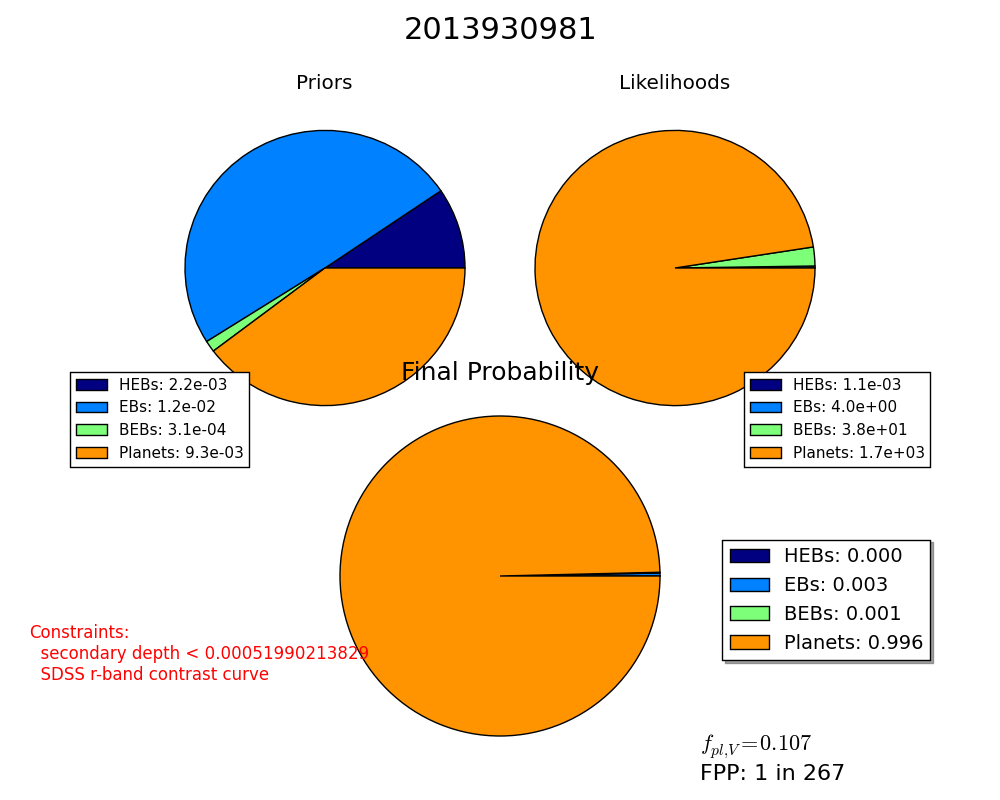 2013930981
Priors
Likelihoods
HEBs: 2.2e-03
EBs: 1.2e-02
BEBs: 3.1e-04
Planets: 9.3e-03
HEBs: 1.1e-03
EBs: 4.0e+00
BEBs: 3.8e+01
Planets: 1.7e+03
Final Probability
HEBs: 0.000
EBs: 0.003
BEBs: 0.001
Planets: 0.996
Constraints:
secondary depth < 0.00051990213829
SDSS r-band contrast curve
f_{pl,V}=0.107
FPP: 1 in 267